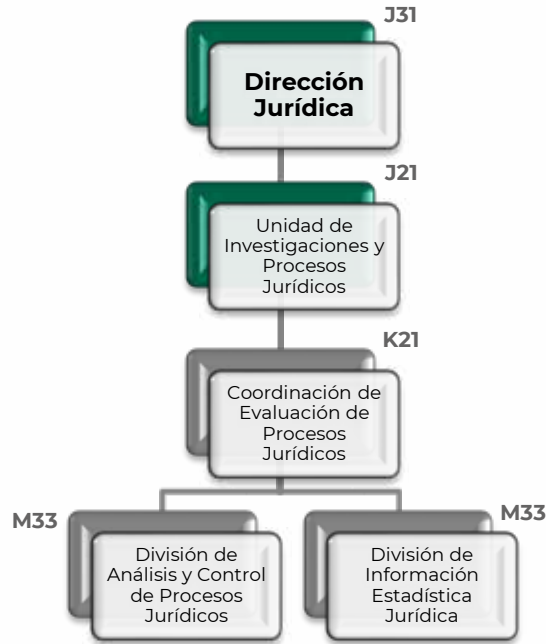 J31
Dirección
Jurídica
J21
Unidad de
Investigaciones y
Procesos
Jurídicos
K21
Coordinación de
Evaluación de
Procesos
Jurídicos
M33
División de
Análisis y Control
de Procesos
Jurídicos
M33
División de
Información
Estadística
Jurídica